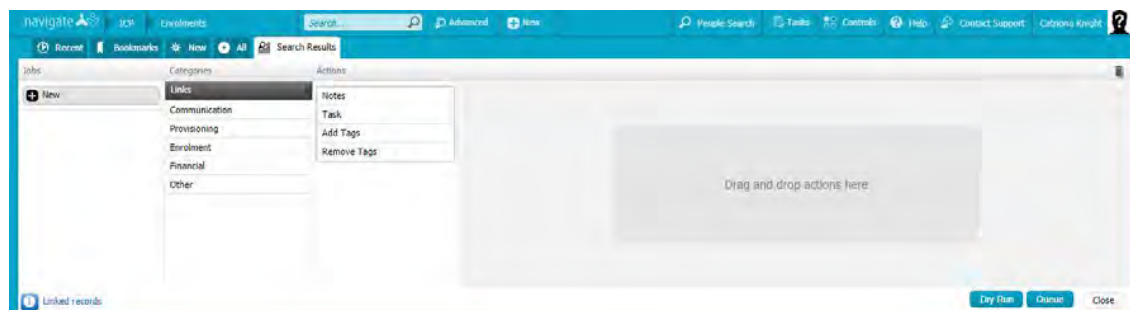 navigate Enrolments Search... Advanced New People Search Tasks Controls Help Contact Support Catriona Knight
Recent Bookmarks New All Search Results
Jobs Categories Actions
New Links Notes
Communication Task
Provisioning Add Tags
Enrolment Remove Tags
Financial
Other
Drag and drop actions here
Linked records Dry Run Queue Close